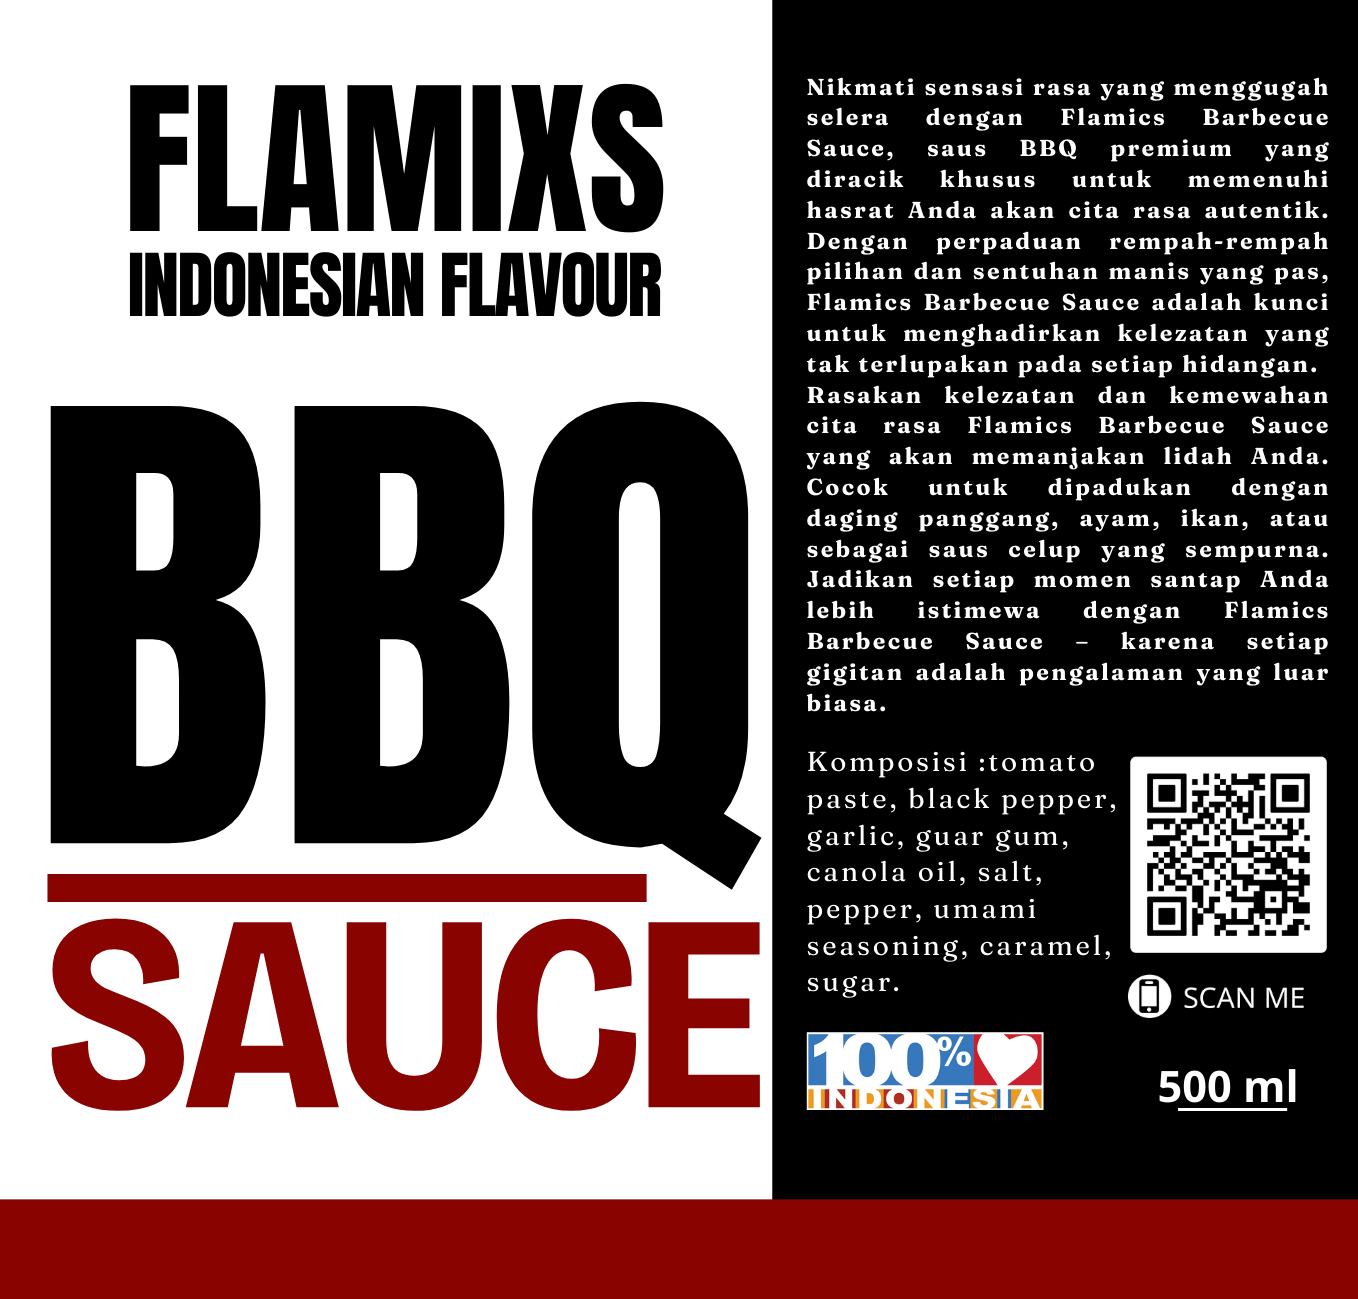 FLAMIXS
INDONESIAN FLAVOUR
BBQ
SAUCE
Nikmati sensasi rasa yang menggugah
selera dengan Flamics Barbecue
Sauce, saus BBQ premium yang
diracik khusus untuk memenuhi
hasrat Anda akan cita rasa autentik.
Dengan perpaduan rempah-rempah
pilihan dan sentuhan manis yang pas,
Flamics Barbecue Sauce adalah kunci
untuk menghadirkan kelezatan yang
tak terlupakan pada setiap hidangan.
Rasakan kelezatan dan kemewahan
cita rasa Flamics Barbecue Sauce
yang akan memanjakan lidah Anda.
Cocok untuk dipadukan dengan
daging panggang, ayam, ikan, atau
sebagai saus celup yang sempurna.
Jadikan setiap momen santap Anda
lebih istimewa dengan Flamics
Barbecue Sauce – karena setiap
gigitan adalah pengalaman yang luar
biasa.
Komposisi :tomato
paste, black pepper,
garlic, guar gum,
canola oil, salt,
pepper, umami
seasoning, caramel,
sugar.
SCAN ME
100%
INDONESIA
500 ml